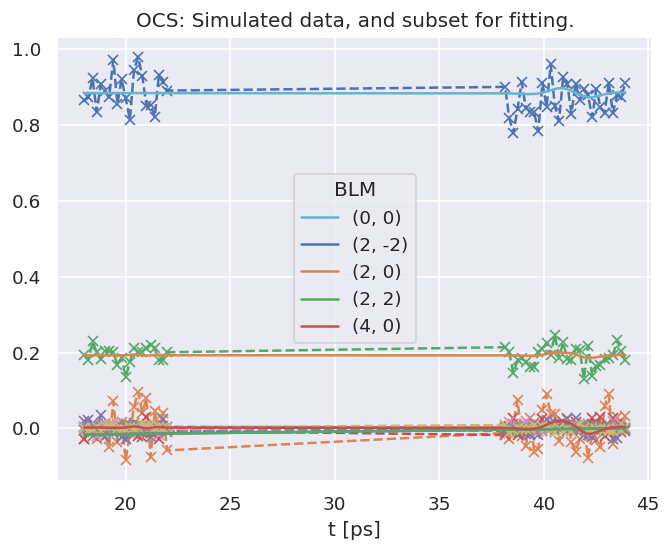 OCS: Simulated data, and subset for fitting.
1.0
0.8
0.6
0.4
0.2
0.0
BLM
(0, 0)
(2, -2)
(2, 0)
(2, 2)
(4, 0)
20 25 30 35 40 45
t [ps]